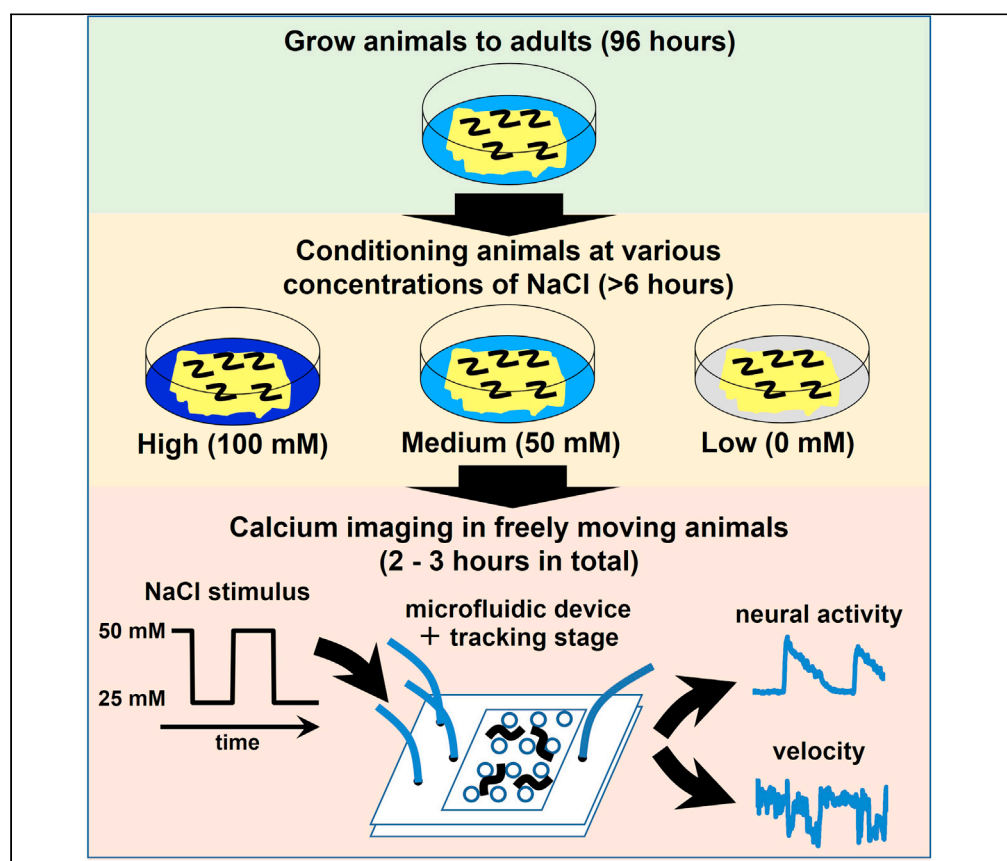 Grow animals to adults (96 hours)
Conditioning animals at various
concentrations of NaCl (>6 hours)
High (100 mM)
Medium (50 mM)
Low (0 mM)
Calcium imaging in freely moving animals
(2 - 3 hours in total)
NaCl stimulus
50 mM
25 mM
time
microfluidic device
+ tracking stage
neural activity
velocity